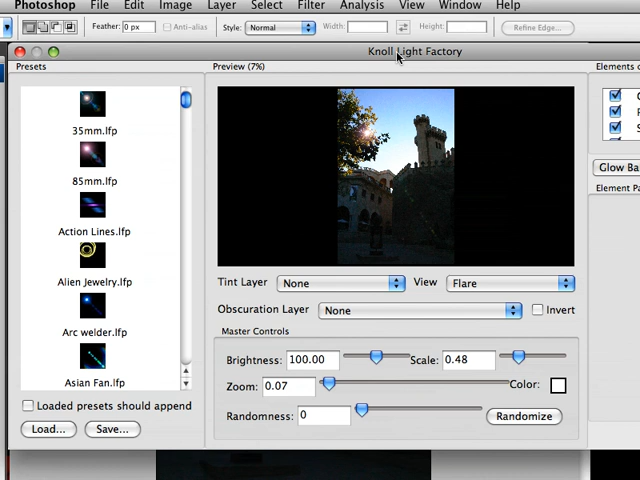 Photoshop File Edit Image Layer Select Filter Analysis View Window Help
Feather: 0 px Anti-alias Style: Normal Width: Height: Refine Edge...
Knoll Light Factory
Presets Preview (7%) Elements
35mm.lfp
85mm.lfp
Action Lines.lfp
Alien Jewelry.lfp
Arc welder.lfp
Asian Fan.lfp
Loaded presets should append
Load... Save...
Tint Layer None View Flare
Obscuration Layer None Invert
Master Controls
Brightness: 100.00 Scale: 0.48
Zoom: 0.07 Color:
Randomness: 0 Randomize
Glow Ba
Element Pa